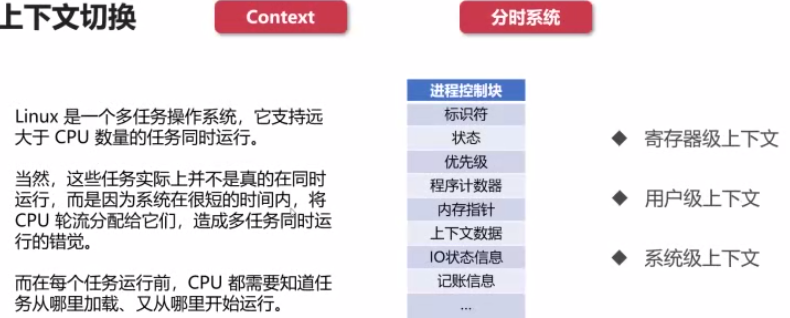 上下文切换
Context
分时系统
Linux 是一个多任务操作系统，它支持远
大于 CPU 数量的任务同时运行。
当然，这些任务实际上并不是真的在同时
运行，而是因为系统在很短的时间内，将
CPU 轮流分配给它们，造成多任务同时运
行的错觉。
而在每个任务运行前，CPU 都需要知道任
务从哪里加载、又从哪里开始运行。
进程控制块
标识符
状态
优先级
程序计数器
内存指针
上下文数据
IO状态信息
记账信息
...
寄存器级上下文
用户级上下文
系统级上下文